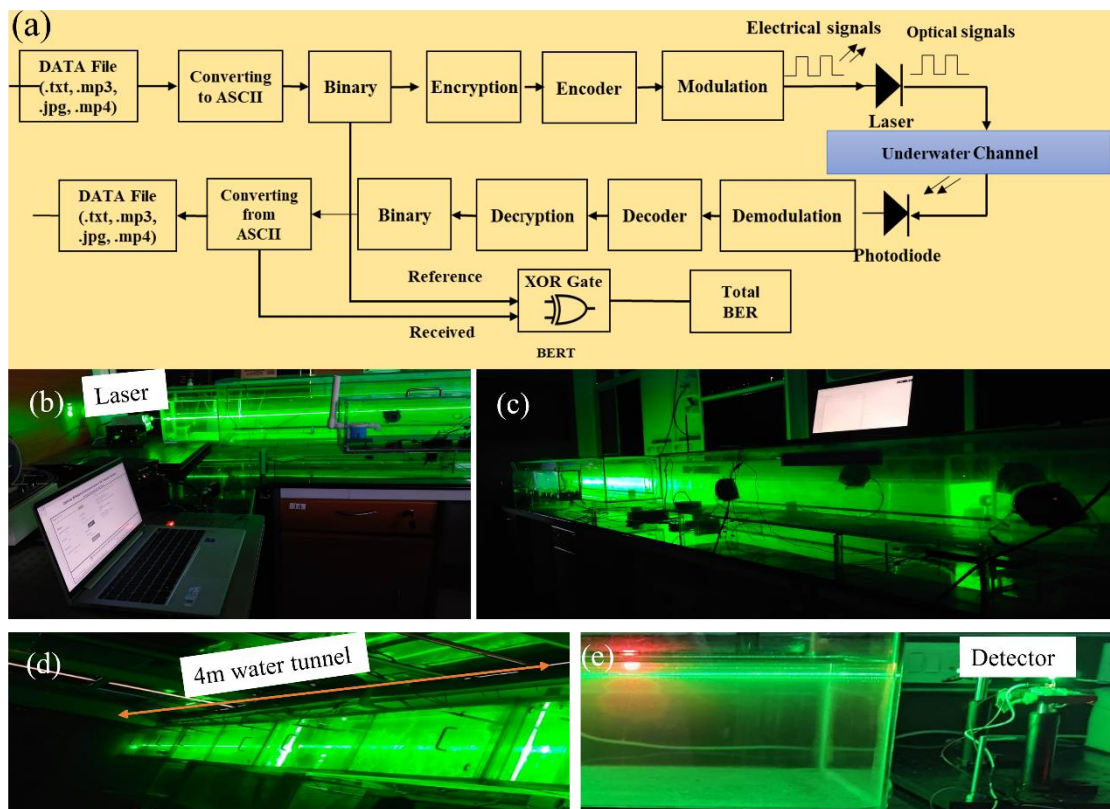 (a)
Electrical signals
Optical signals
DATA File
(.txt, .mp3,
.jpg, .mp4)
Converting
to ASCII
Binary
Encryption
Encoder
Modulation
Laser
Underwater Channel
DATA File
(.txt, .mp3,
.jpg, .mp4)
Converting
from
ASCII
Binary
Decryption
Decoder
Demodulation
Photodiode
Reference
Received
XOR Gate
BERT
Total
BER
(b)
Laser
(c)
(d)
4m water tunnel
(e)
Detector